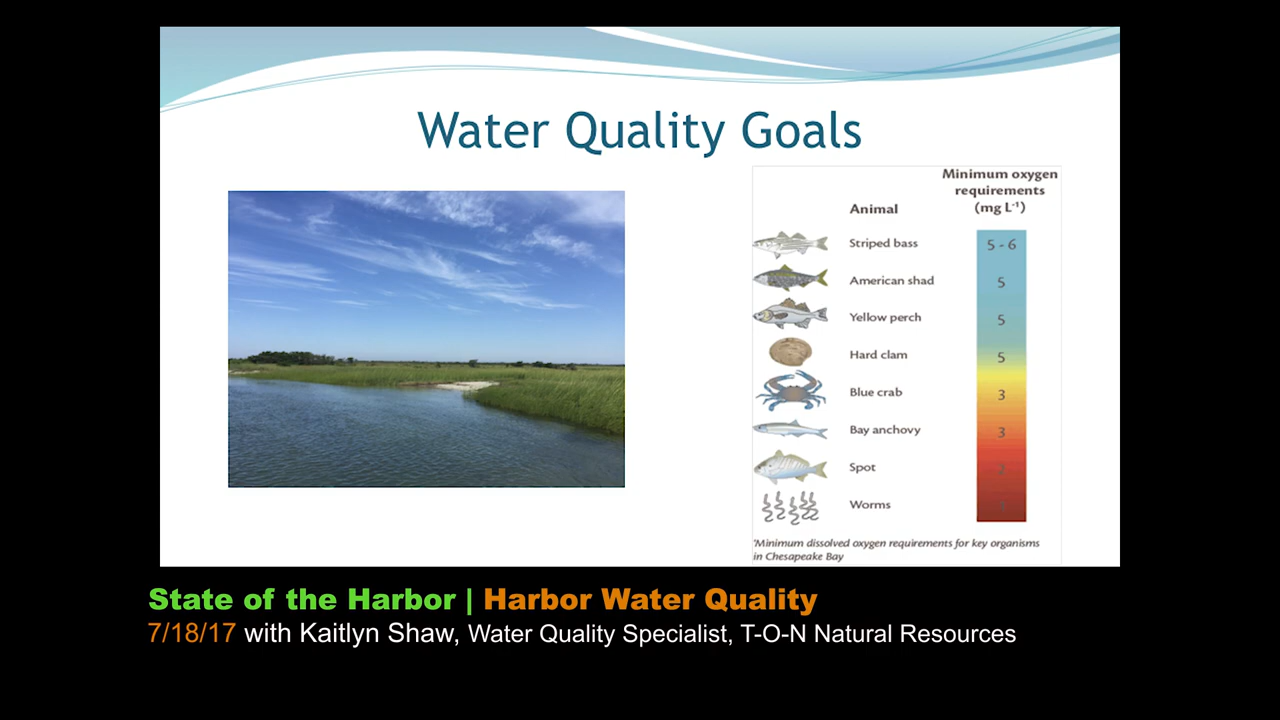 Water Quality Goals
Minimum oxygen
requirements
(mg L⁻¹)
Animal
Striped bass 5 - 6
American shad 5
Yellow perch 5
Hard clam 5
Blue crab 3
Bay anchovy 3
Spot
Worms
'Minimum dissolved oxygen requirements for key organisms
in Chesapeake Bay
State of the Harbor | Harbor Water Quality
7/18/17 with Kaitlyn Shaw, Water Quality Specialist, T-O-N Natural Resources